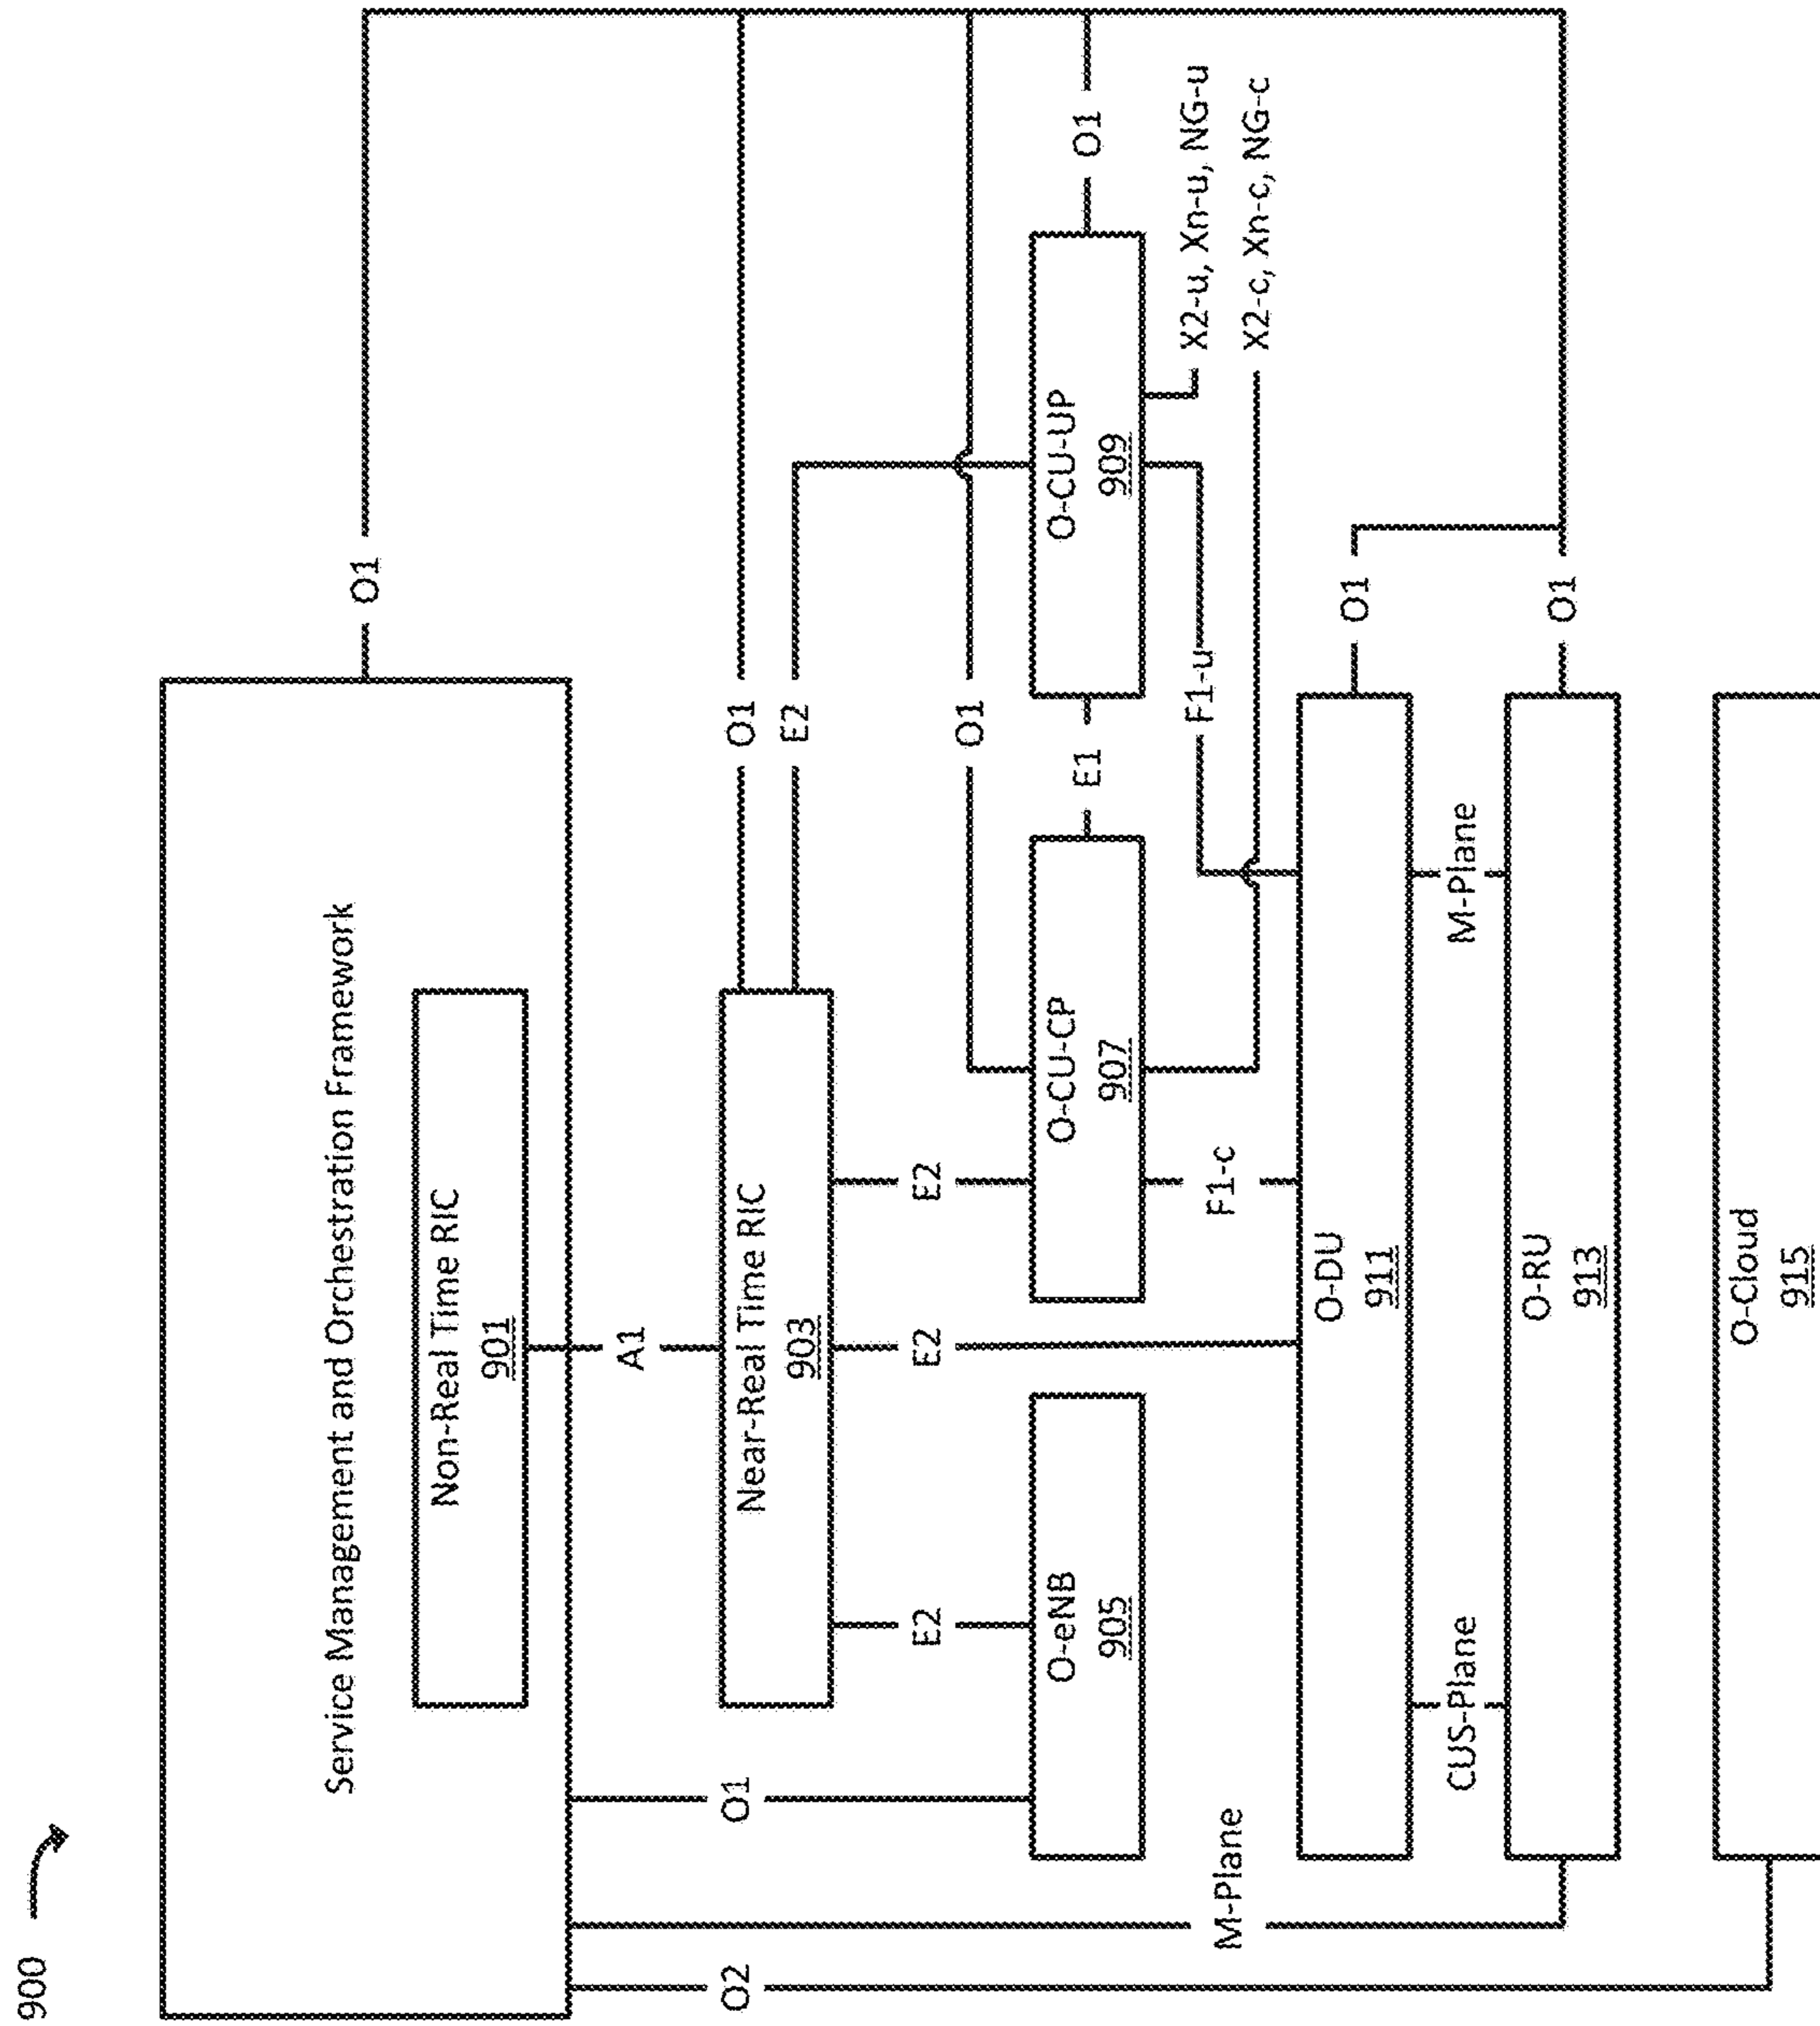 900
Service Management and Orchestration Framework
Non-Real Time RIC
901
O1
A1
O2
O1
Near-Real Time RIC
903
O1
E2
E2
E2
E2
O1
O-eNB
905
O-CU-CP
907
E1
O-CU-UP
909
O1
M-Plane
F1-c
F1-u
X2-u, Xn-u, NG-u
X2-c, Xn-c, NG-c
O-DU
911
O1
CUS-Plane
M-Plane
O-RU
913
O1
O-Cloud
915